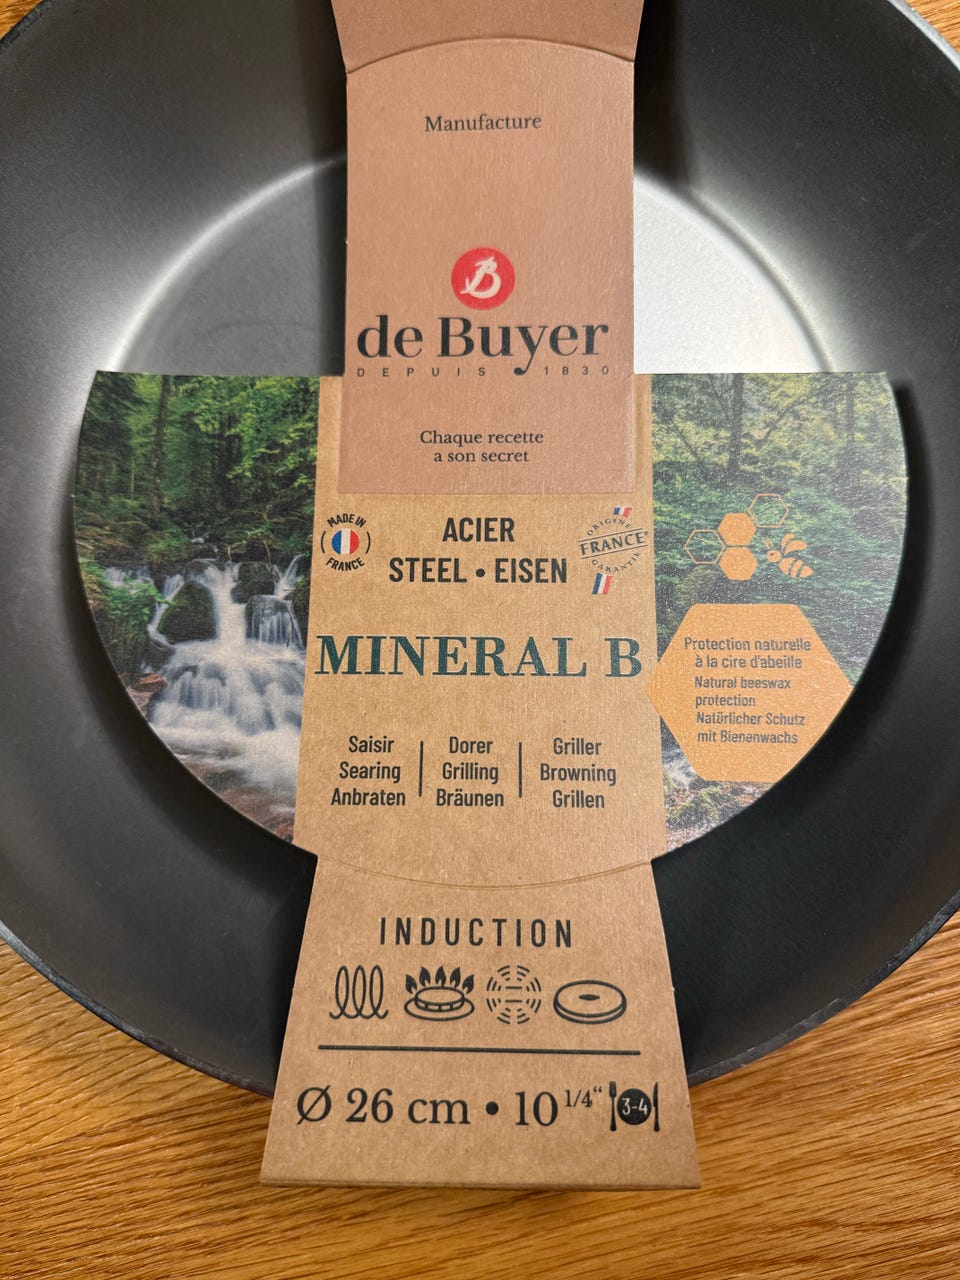 Manufacture
B
de Buyer
DEPUIS 1830
Chaque recette
a son secret
MADE IN
FRANCE
ACIER
STEEL • EISEN
ORIGINE
FRANCE
GARANTIE
MINERAL B
Protection naturelle
à la cire d'abeille
Natural beeswax
protection
Natürlicher Schutz
mit Bienenwachs
Saisir
Searing
Anbraten
Dorer
Grilling
Bräunen
Griller
Browning
Grillen
INDUCTION
Ø 26 cm • 10 1/4“
3-4